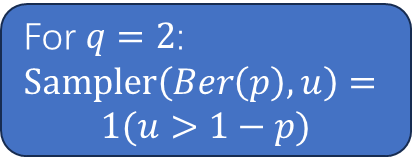 For q = 2:
Sampler(Ber(p), u) =
1(u > 1 − p)